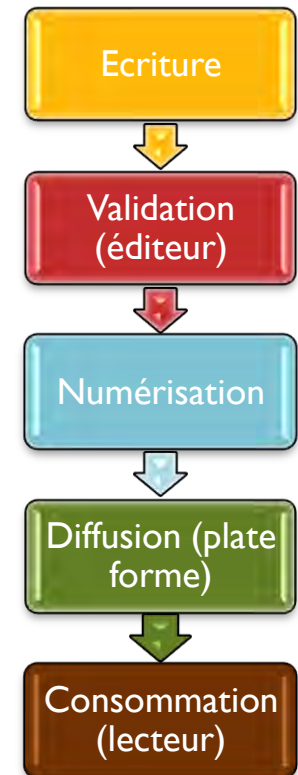 Ecriture
Validation
(éditeur)
Numérisation
Diffusion (plate
forme)
Consommation
(lecteur)